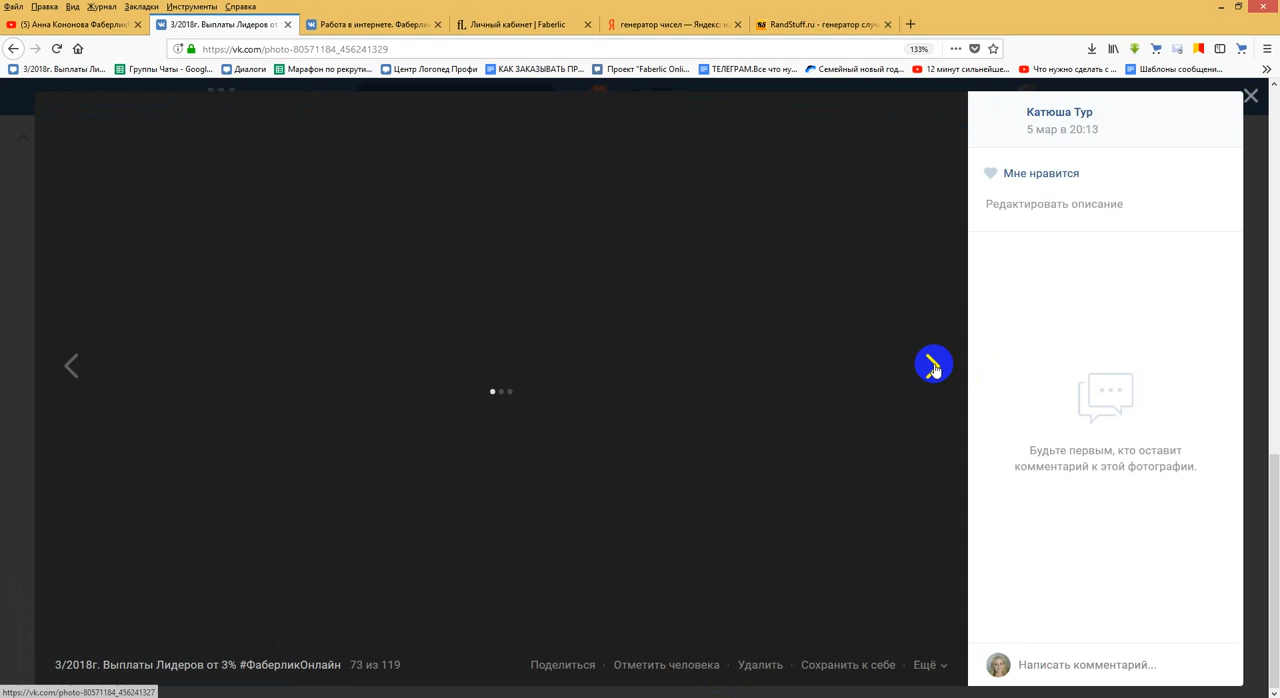 Файл Правка Вид Журнал Закладки Инструменты Справка
(5) Анна Кононова Фаберлик
3/2018г. Выплаты Лидеров от
Работа в интернете. Фаберли
Личный кабинет | Faberlic
генератор чисел — Яндекс: н
RandStuff.ru - генератор случ
https://vk.com/photo-80571184_456241329
133%
3/2018г. Выплаты Ли...
Группы Чаты - Googl...
Диалоги
Марафон по рекрути...
Центр Логопед Профи
КАК ЗАКАЗЫВАТЬ ПР...
Проект "Faberlic Onli...
ТЕЛЕГРАМ.Все что ну...
Семейный новый год...
12 минут сильнейше...
Что нужно сделать с ...
Шаблоны сообщени...
Катюша Тур
5 мар в 20:13
Мне нравится
Редактировать описание
Будьте первым, кто оставит
комментарий к этой фотографии.
3/2018г. Выплаты Лидеров от 3% #ФаберликОнлайн 73 из 119
Поделиться · Отметить человека · Удалить · Сохранить к себе · Ещё
Написать комментарий...
https://vk.com/photo-80571184_456241327